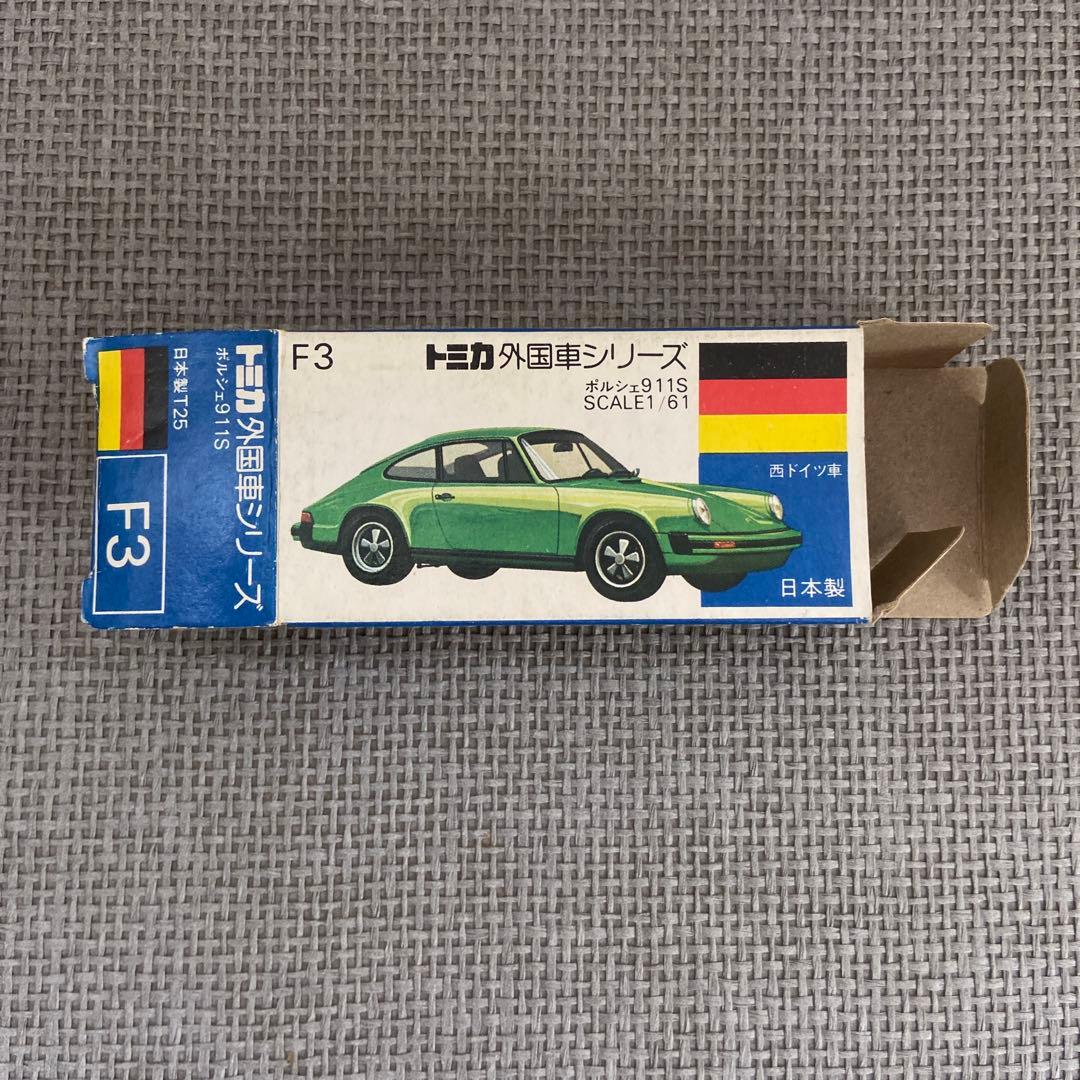 F3
トミカ 外国車シリーズ
ポルシェ911S
SCALE1/61
西ドイツ車
日本製
トミカ外国車シリーズ
ポルシェ911S
日本製T25
F3